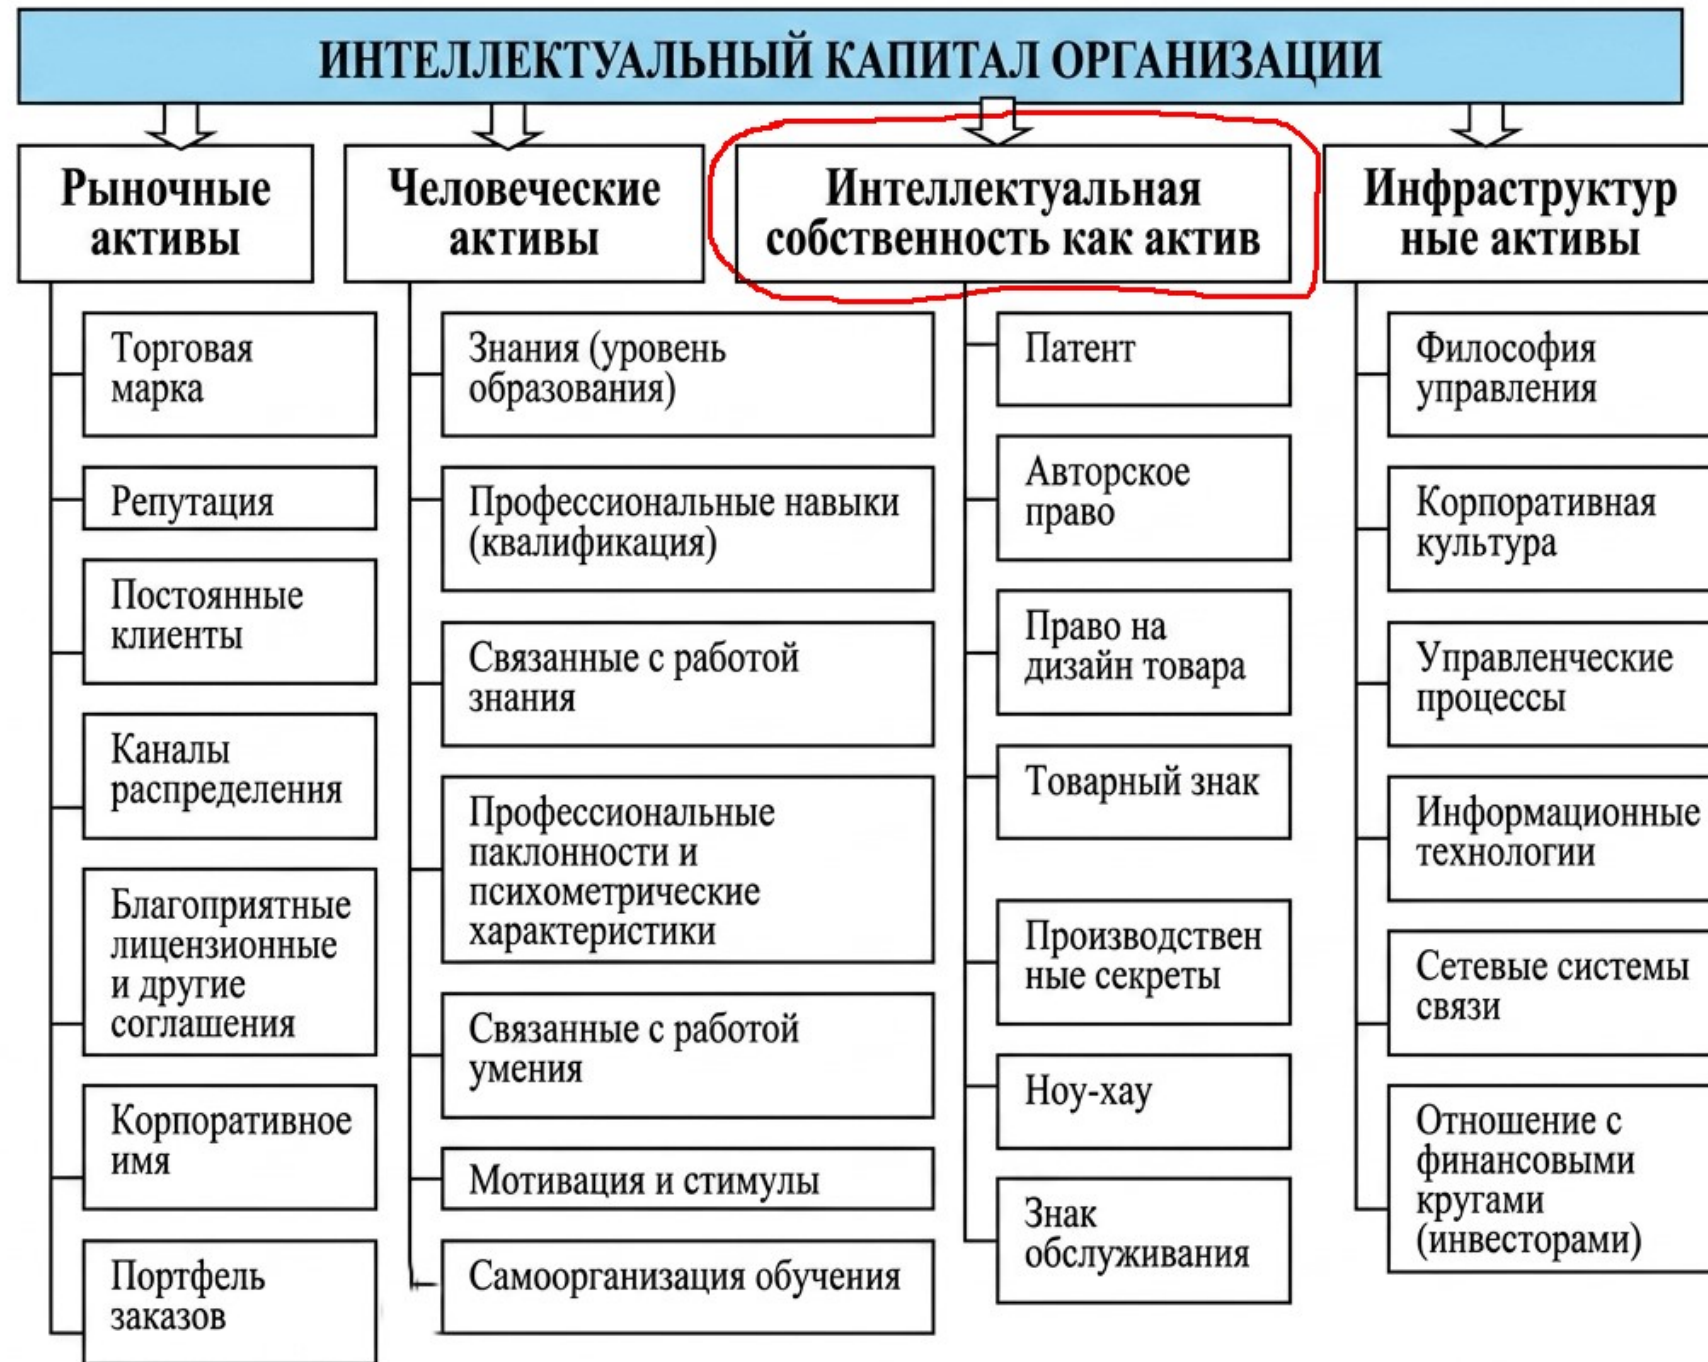 ИНТЕЛЛЕКТУАЛЬНЫЙ КАПИТАЛ ОРГАНИЗАЦИИ
Рыночные
активы
Торговая
марка
Репутация
Постоянные
клиенты
Каналы
распределения
Благоприятные
лицензионные
и другие
соглашения
Корпоративное
имя
Портфель
заказов
Человеческие
активы
Знания (уровень
образования)
Профессиональные навыки
(квалификация)
Связанные с работой
знания
Профессиональные
паклонности и
психометрические
характеристики
Связанные с работой
умения
Мотивация и стимулы
Самоорганизация обучения
Интеллектуальная
собственность как актив
Патент
Авторское
право
Право на
дизайн товара
Товарный знак
Производствен
ные секреты
Ноу-хау
Знак
обслуживания
Инфраструктур
ные активы
Философия
управления
Корпоративная
культура
Управленческие
процессы
Информационные
технологии
Сетевые системы
связи
Отношение с
финансовыми
кругами
(инвесторами)